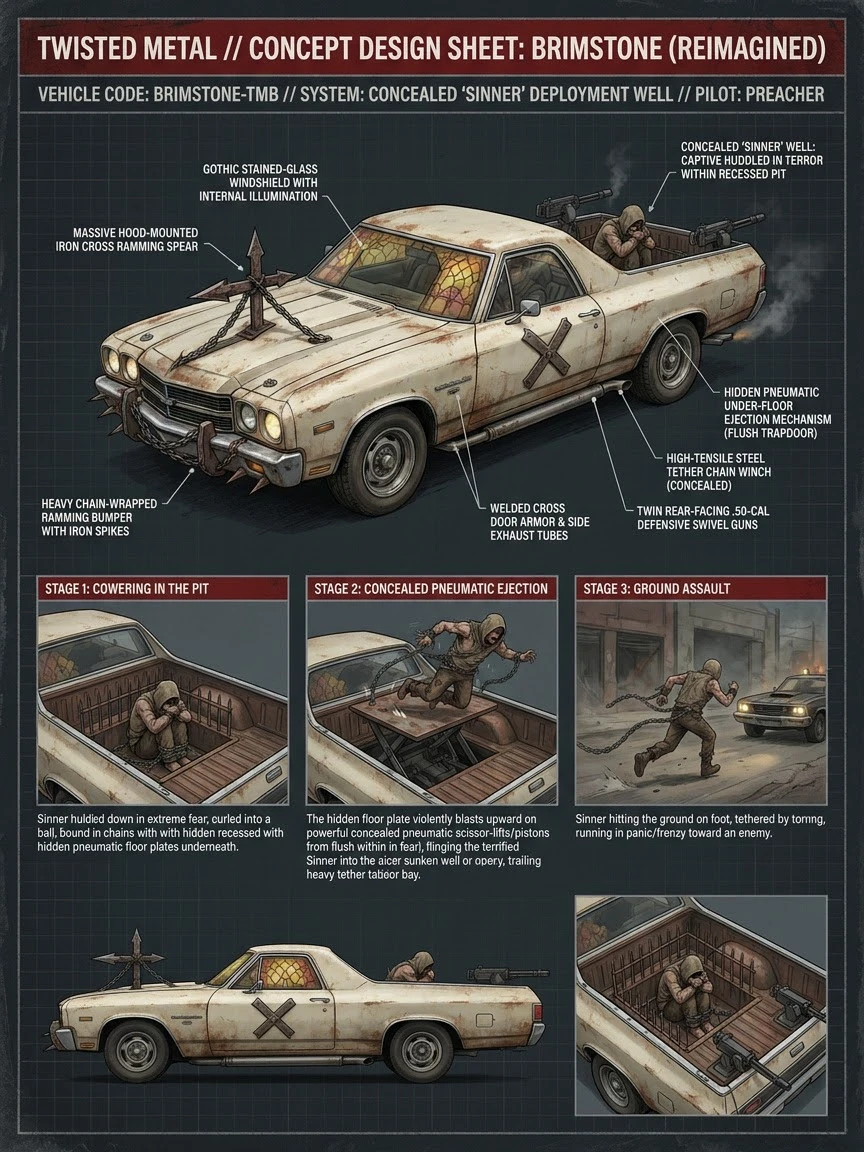 TWISTED METAL // CONCEPT DESIGN SHEET: BRIMSTONE (REIMAGINED)
VEHICLE CODE: BRIMSTONE-TMB // SYSTEM: CONCEALED ‘SINNER’ DEPLOYMENT WELL // PILOT: PREACHER
CONCEALED ‘SINNER’ WELL:
CAPTIVE HUDDLED IN TERROR
WITHIN RECESSED PIT
GOTHIC STAINED-GLASS
WINDSHIELD WITH
INTERNAL ILLUMINATION
MASSIVE HOOD-MOUNTED
IRON CROSS RAMMING SPEAR
HIDDEN PNEUMATIC
UNDER-FLOOR
EJECTION MECHANISM
(FLUSH TRAPDOOR)
HIGH-TENSILE STEEL
TETHER CHAIN WINCH
(CONCEALED)
HEAVY CHAIN-WRAPPED
RAMMING BUMPER
WITH IRON SPIKES
WELDED CROSS
DOOR ARMOR & SIDE
EXHAUST TUBES
TWIN REAR-FACING .50-CAL
DEFENSIVE SWIVEL GUNS
STAGE 1: COWERING IN THE PIT
STAGE 2: CONCEALED PNEUMATIC EJECTION
STAGE 3: GROUND ASSAULT
Sinner huldied down in extreme fear, curled into a
ball, bound in chains with with hidden recessed with
hidden pneumatic floor plates underneath.
The hidden floor plate violently blasts upward on
powerful concealed pneumatic scissor-lifts/pistons
from flush within in fear), flinging the terrified
Sinner into the aicer sunken well or opery, trailing
heavy tether tabioor bay.
Sinner hitting the ground on foot, tethered by tomng,
running in panic/frenzy toward an enemy.